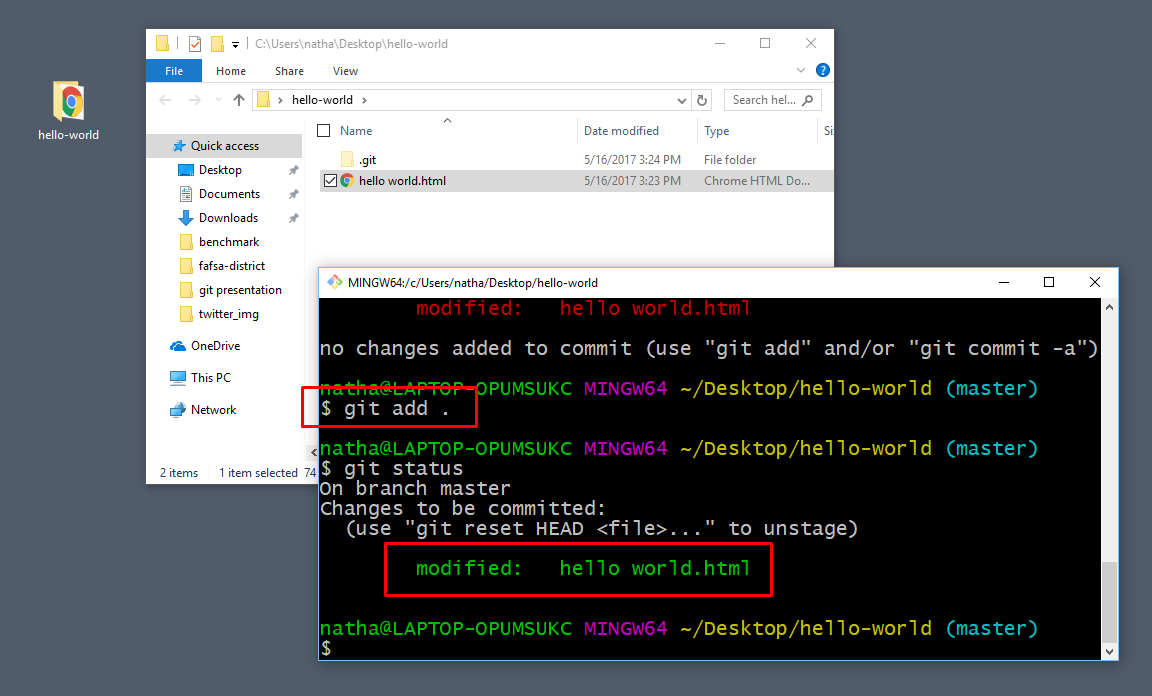 hello-world
C:\Users\natha\Desktop\hello-world
File Home Share View
hello-world
Search hel...
Name Date modified Type Si
.git 5/16/2017 3:24 PM File folder
hello world.html 5/16/2017 3:23 PM Chrome HTML Do...
Quick access
Desktop
Documents
Downloads
benchmark
fafsa-district
git presentation
twitter_img
OneDrive
This PC
Network
2 items 1 item selected 74
MINGW64:/c/Users/natha/Desktop/hello-world
modified: hello world.html
no changes added to commit (use "git add" and/or "git commit -a")
natha@LAPTOP-OPUMSUKC MINGW64 ~/Desktop/hello-world (master)
$ git add .
natha@LAPTOP-OPUMSUKC MINGW64 ~/Desktop/hello-world (master)
$ git status
On branch master
Changes to be committed:
(use "git reset HEAD <file>..." to unstage)
modified: hello world.html
natha@LAPTOP-OPUMSUKC MINGW64 ~/Desktop/hello-world (master)
$